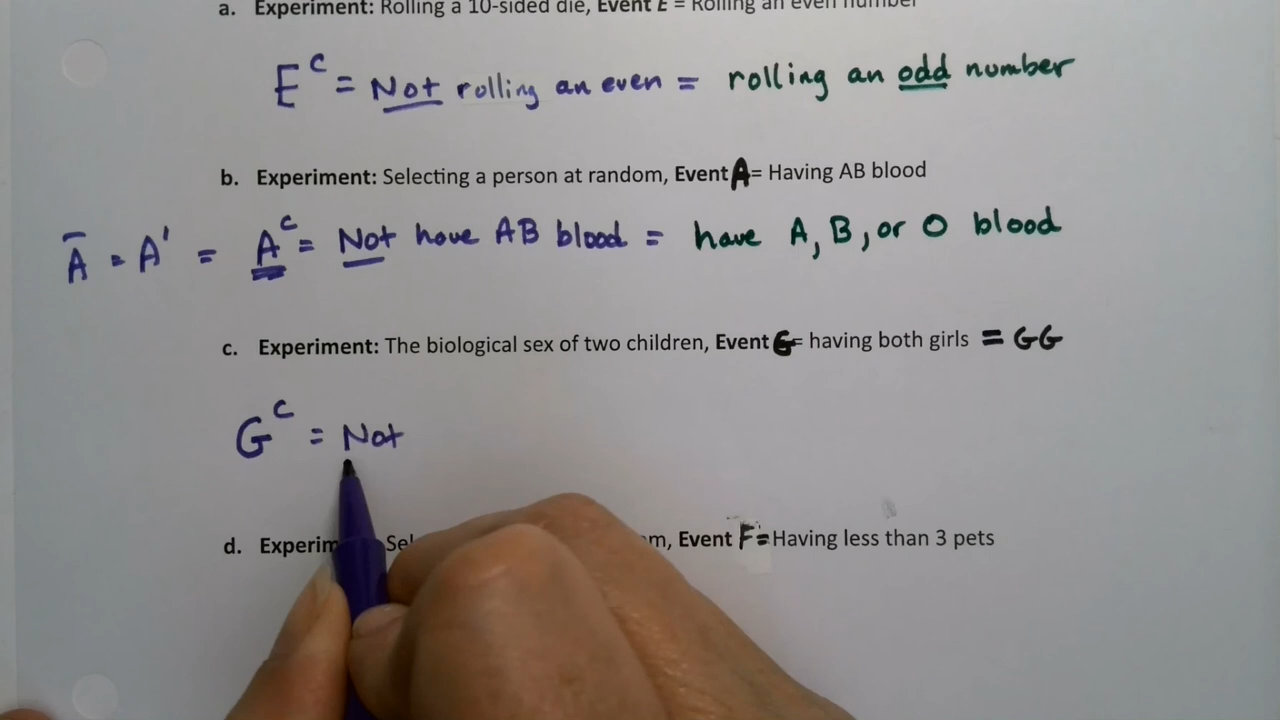 a. Experiment: Rolling a 10-sided die, Event E = Rolling an even number
E^c = Not rolling an even = rolling an odd number
b. Experiment: Selecting a person at random, Event A = Having AB blood
Ā = A' = A^c = Not have AB blood = have A, B, or O blood
c. Experiment: The biological sex of two children, Event G = having both girls = GG
G^c = Not
d. Event F = Having less than 3 pets